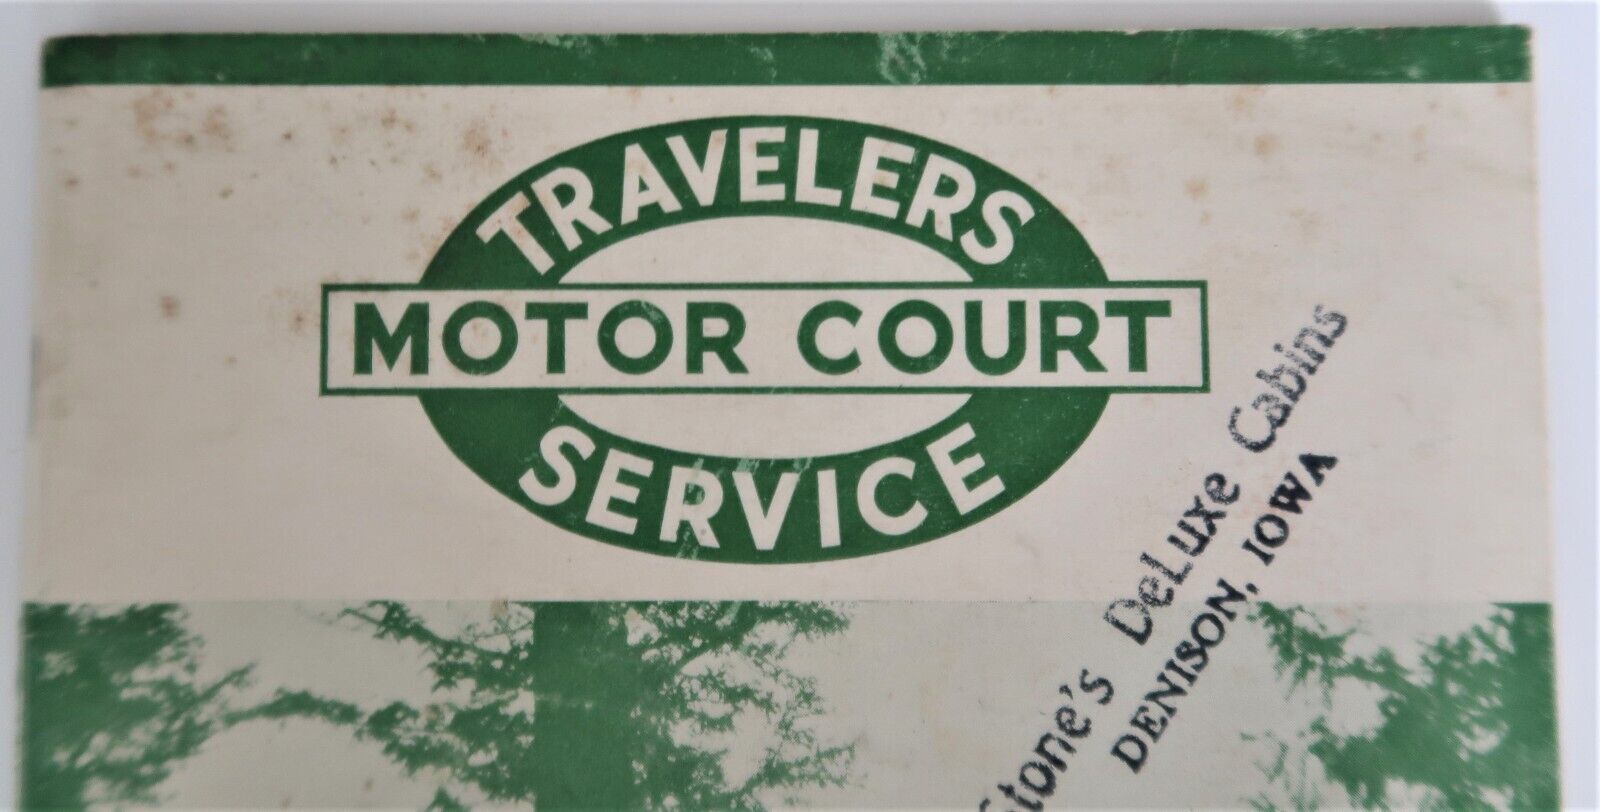 TRAVELERS
MOTOR COURT
SERVICE
Stone's DeLuxe Cabins
DENISON, IOWA